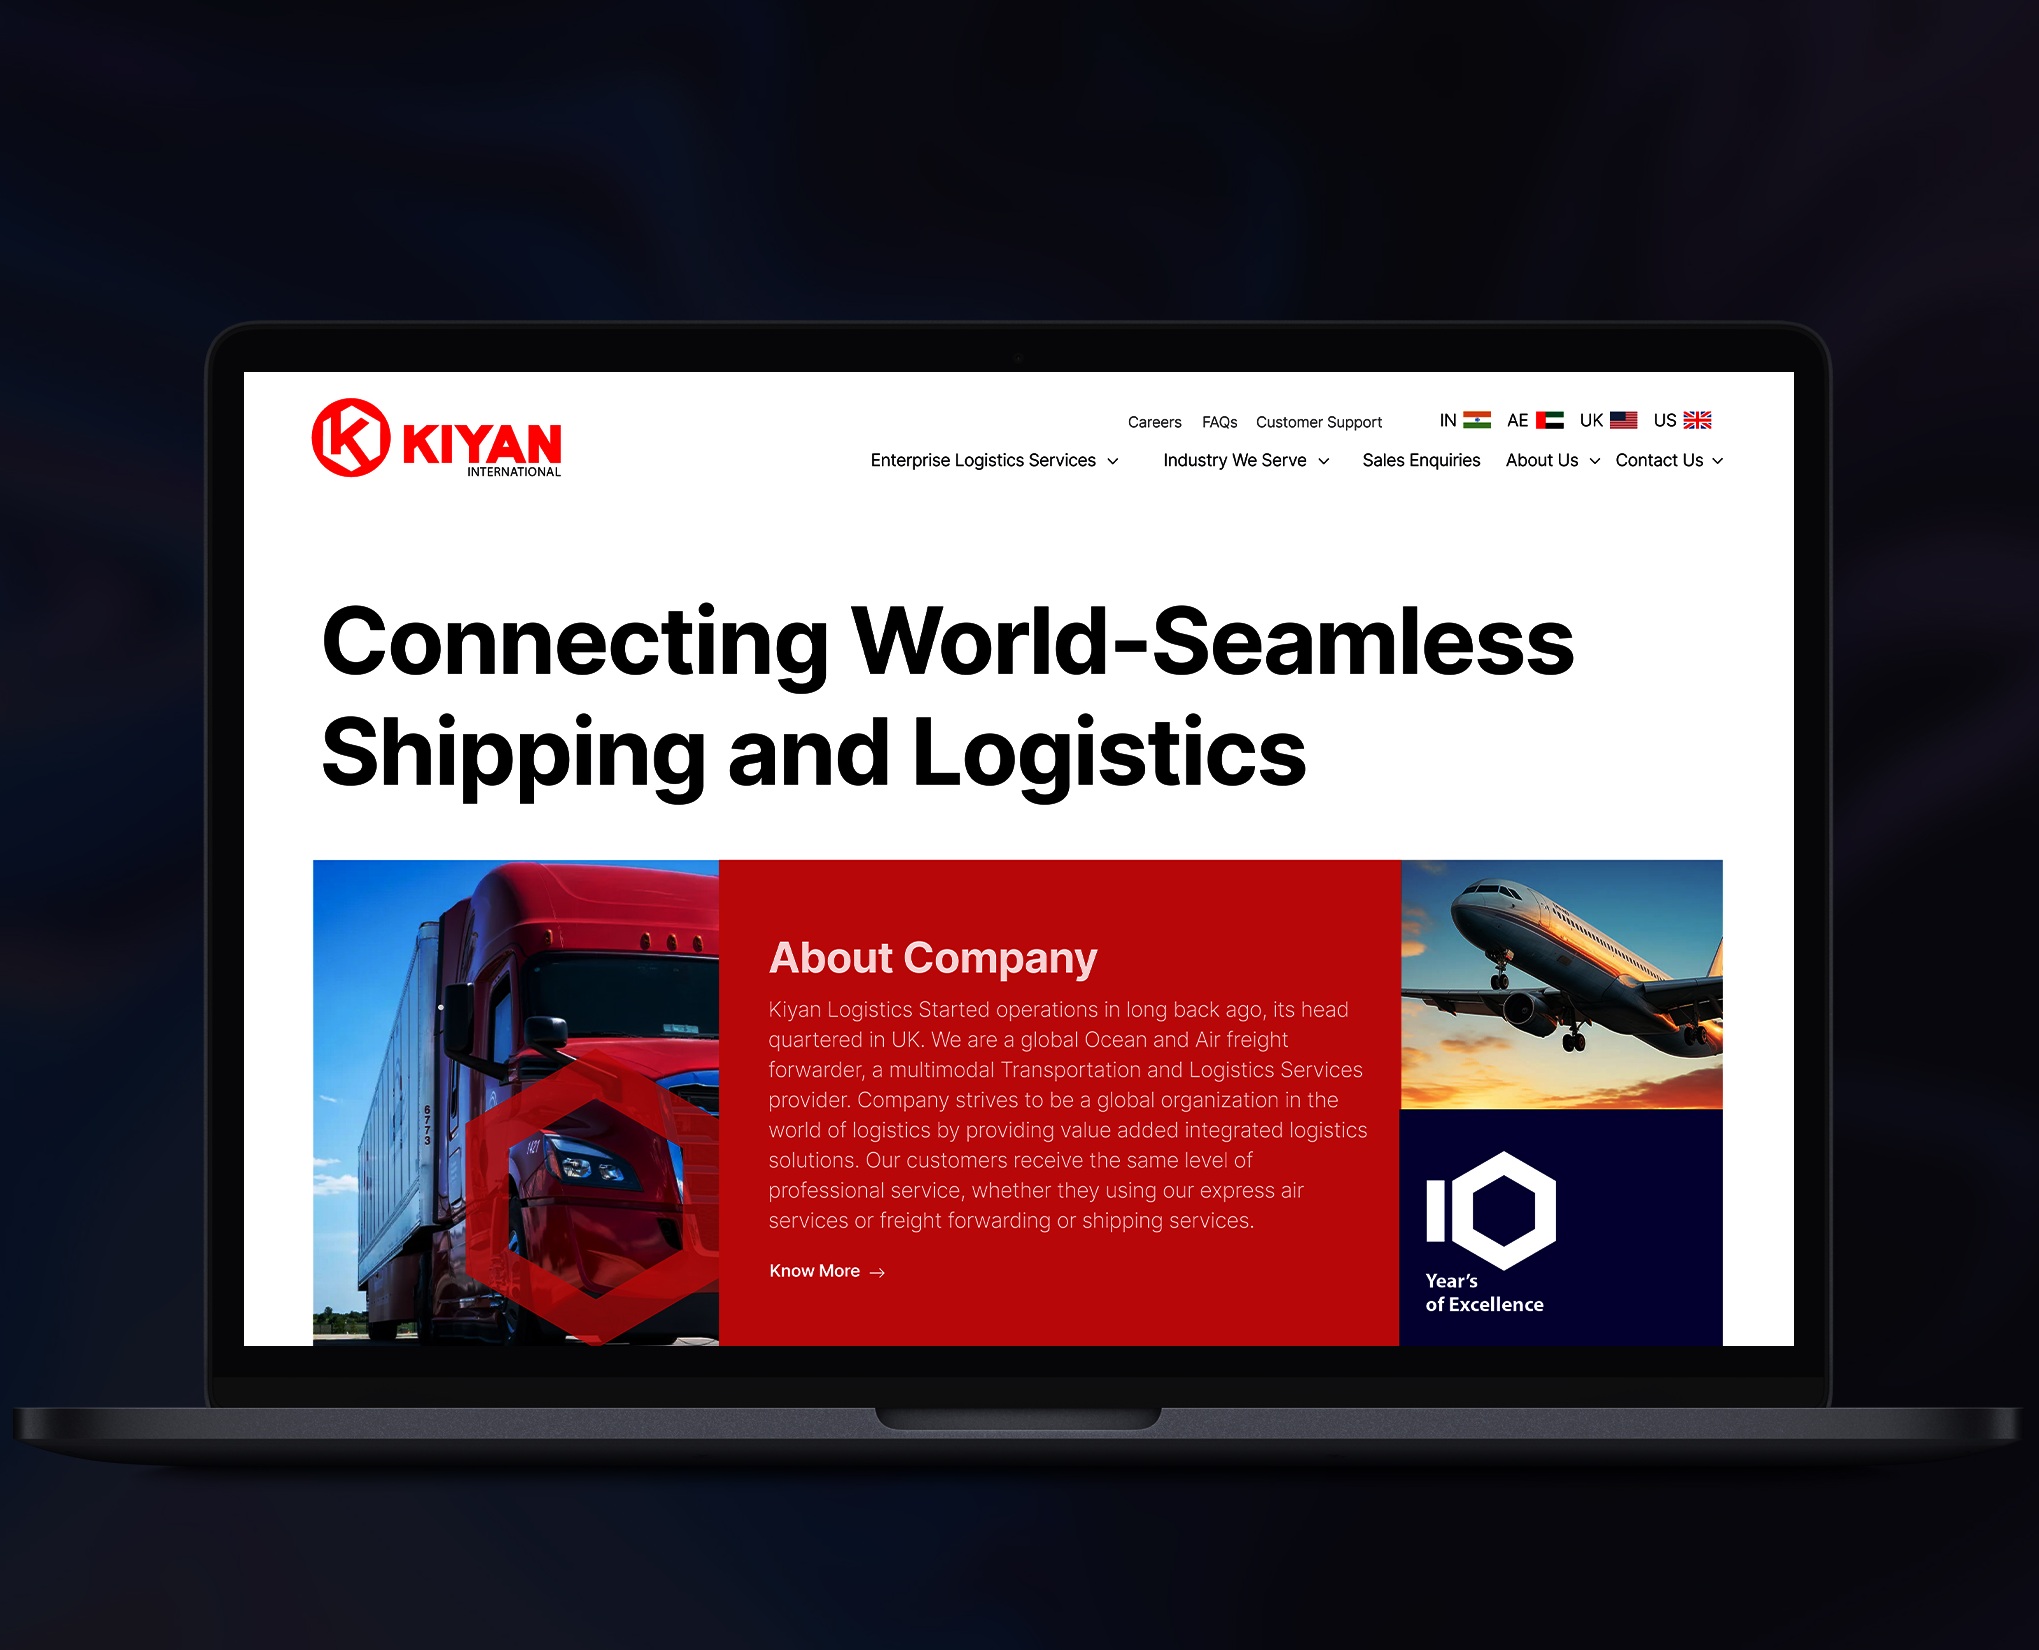 KIYAN
INTERNATIONAL
Careers FAQs Customer Support IN AE UK US
Enterprise Logistics Services Industry We Serve Sales Enquiries About Us Contact Us
Connecting World-Seamless
Shipping and Logistics
About Company
Kiyan Logistics Started operations in long back ago, its head
quartered in UK. We are a global Ocean and Air freight
forwarder, a multimodal Transportation and Logistics Services
provider. Company strives to be a global organization in the
world of logistics by providing value added integrated logistics
solutions. Our customers receive the same level of
professional service, whether they using our express air
services or freight forwarding or shipping services.
Know More →
6773
1421
10
Year's
of Excellence